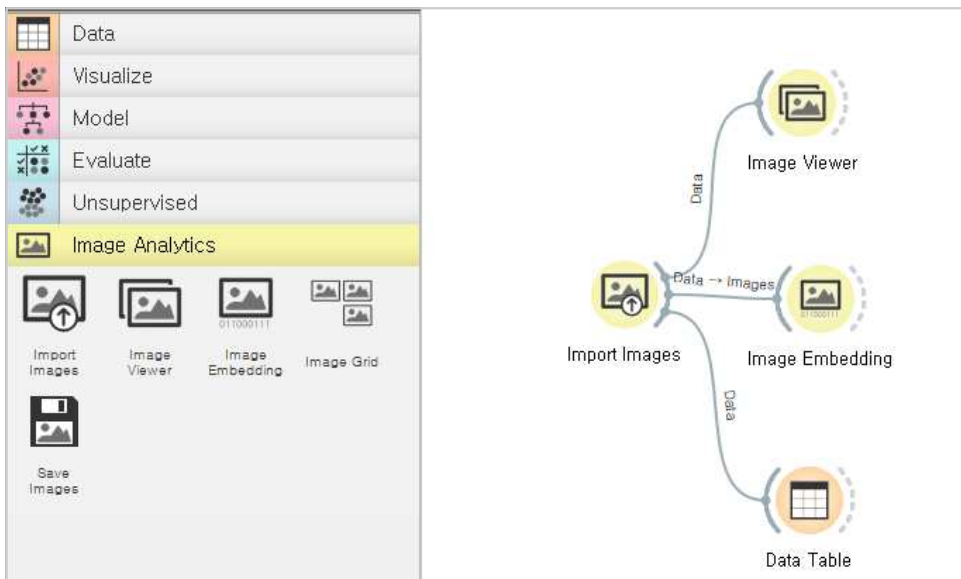 Data
Visualize
Model
Evaluate
Unsupervised
Image Analytics
Import
Images
Image
Viewer
011000111
Image
Embedding
Image Grid
Save
Images
Image Viewer
Data
Data → Images
Import Images
011000111
Image Embedding
Data
Data Table